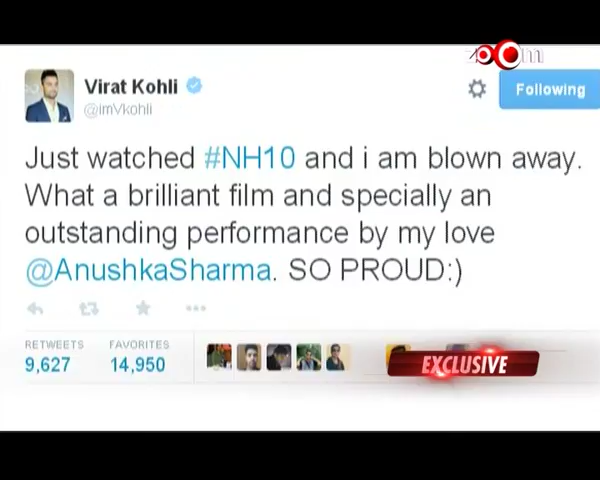 zoom
Virat Kohli
@imVkohli
Following
Just watched #NH10 and i am blown away.
What a brilliant film and specially an
outstanding performance by my love
@AnushkaSharma. SO PROUD:)
RETWEETS FAVORITES
9,627 14,950
EXCLUSIVE